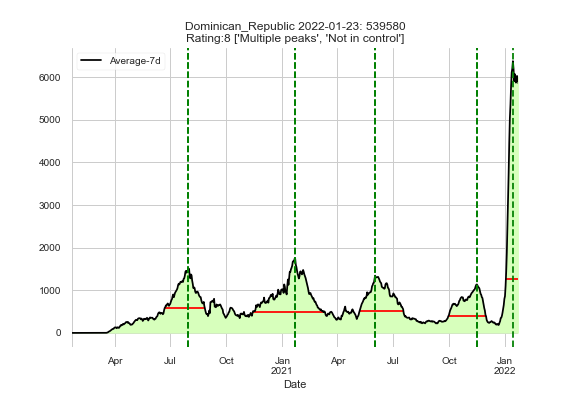 Dominican_Republic 2022-01-23: 539580
Rating:8 ['Multiple peaks', 'Not in control']
Average-7d
6000
5000
4000
3000
2000
1000
0
Apr Jul Oct Jan Apr Jul Oct Jan
2021 2022
Date